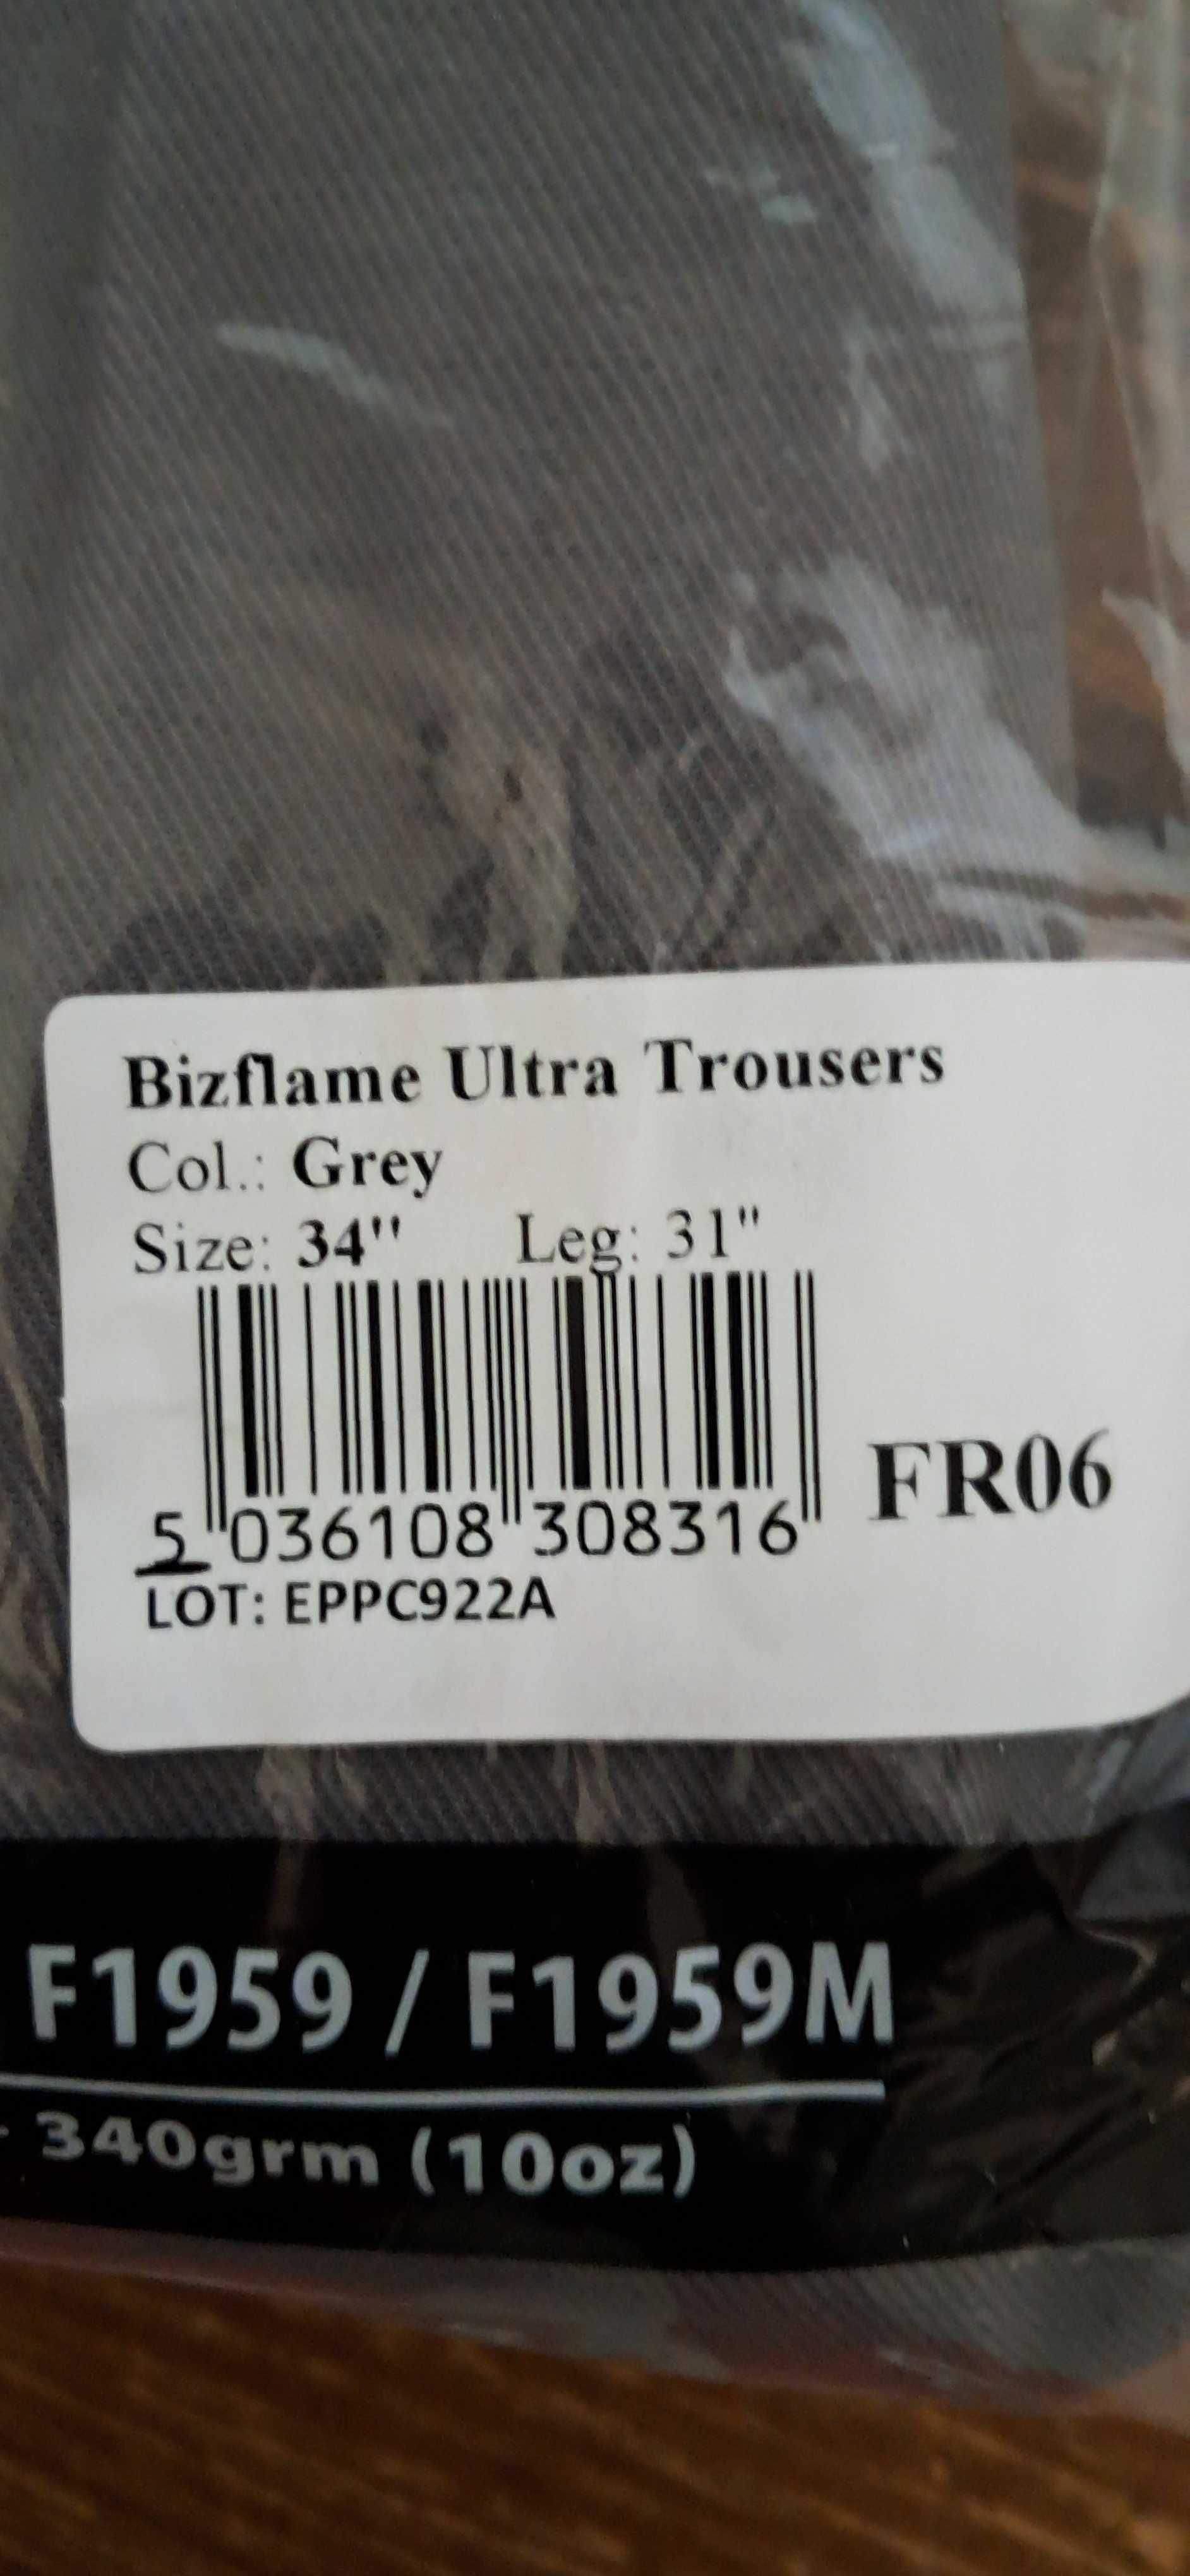 Bizflame Ultra Trousers
Col.: Grey
Size: 34" Leg: 31"
FR06
5 036108 308316
LOT: EPPC922A
F1959 / F1959M
340grm (10oz)